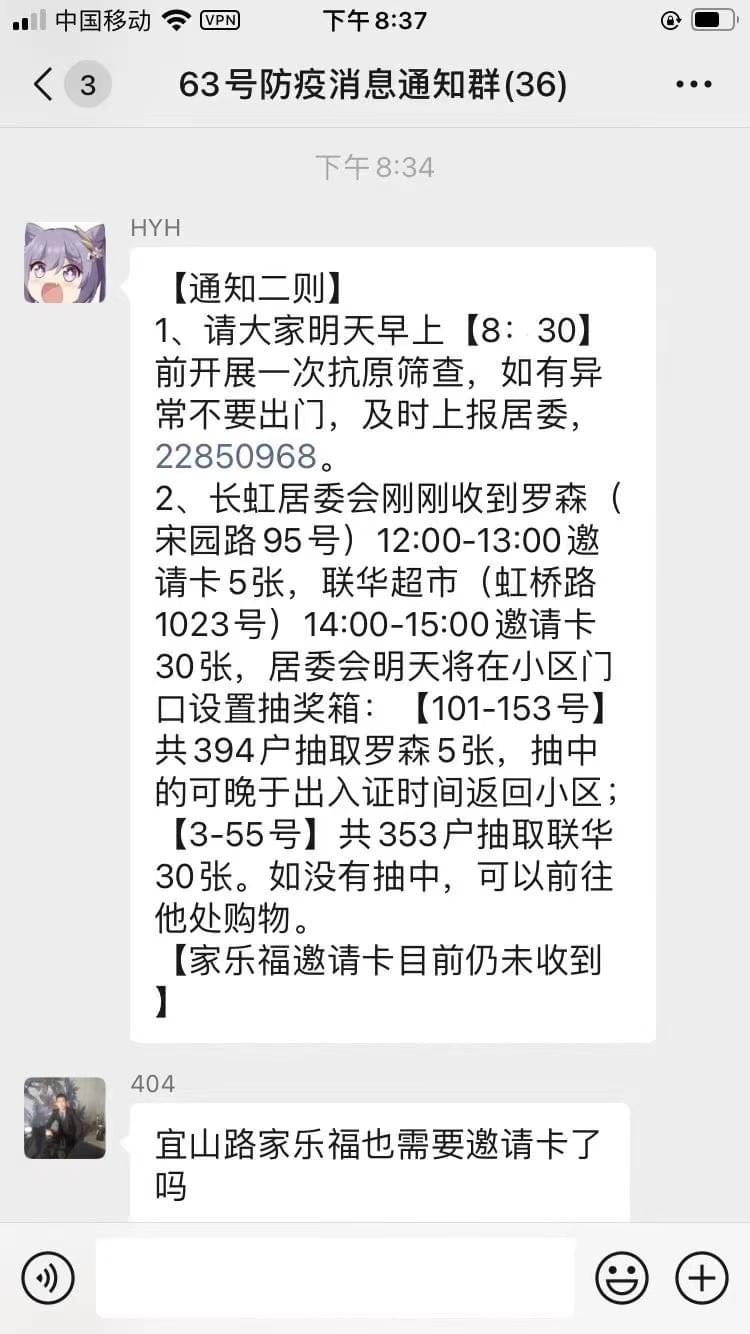 中国移动 VPN 下午8:37
3 63号防疫消息通知群(36)
下午8:34
HYH
【通知二则】
1、请大家明天早上【8：30】
前开展一次抗原筛查，如有异
常不要出门，及时上报居委，
22850968。
2、长虹居委会刚刚收到罗森（
宋园路95号）12:00-13:00邀
请卡5张，联华超市（虹桥路
1023号）14:00-15:00邀请卡
30张，居委会明天将在小区门
口设置抽奖箱：【101-153号】
共394户抽取罗森5张，抽中
的可晚于出入证时间返回小区；
【3-55号】共353户抽取联华
30张。如没有抽中，可以前往
他处购物。
【家乐福邀请卡目前仍未收到
】
404
宜山路家乐福也需要邀请卡了
吗